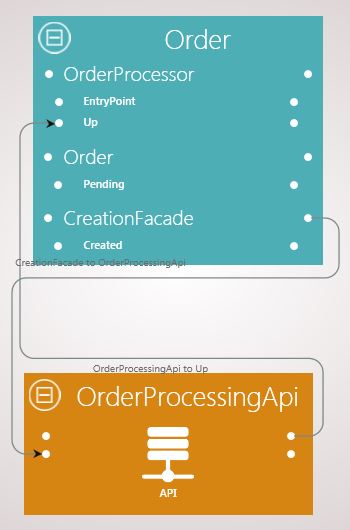 Order
OrderProcessor
EntryPoint
Up
Order
Pending
CreationFacade
Created
CreationFacade to OrderProcessingApi
OrderProcessingApi to Up
OrderProcessingApi
API